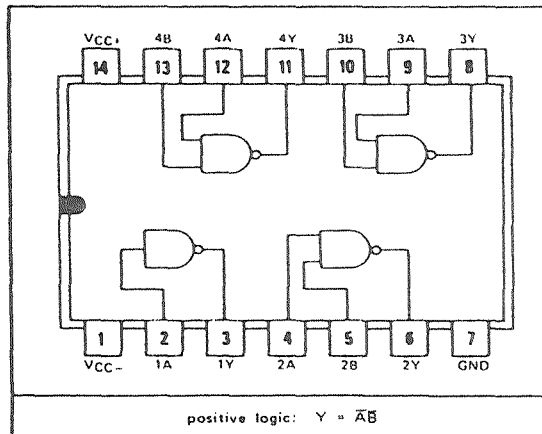 VCC+ 4B 4A 4Y 3B 3A 3Y
14 13 12 11 10 9 8
1 2 3 4 5 6 7
VCC- 1A 1Y 2A 2B 2Y GND
positive logic: Y = A̅B̅